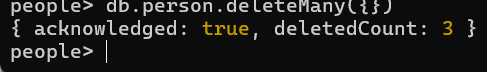 people> db.person.deleteMany({})
{ acknowledged: true, deletedCount: 3 }
people>